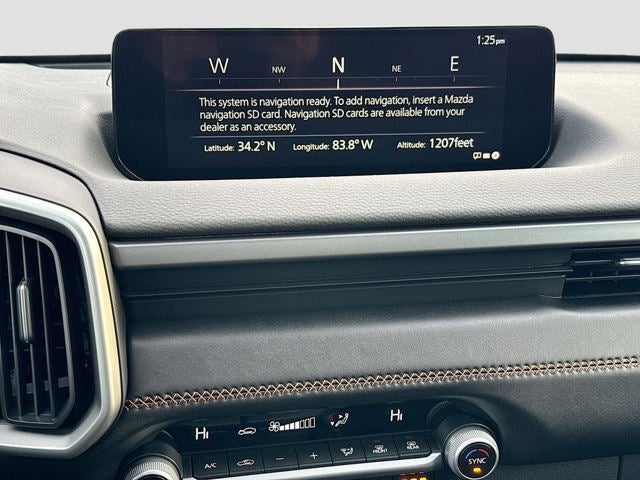 1:25pm
W NW N NE E
This system is navigation ready. To add navigation, insert a Mazda
navigation SD card. Navigation SD cards are available from your
dealer as an accessory.
Latitude: 34.2° N Longitude: 83.8° W Altitude: 1207feet
HI HI
A/C − + FRONT REAR
SYNC